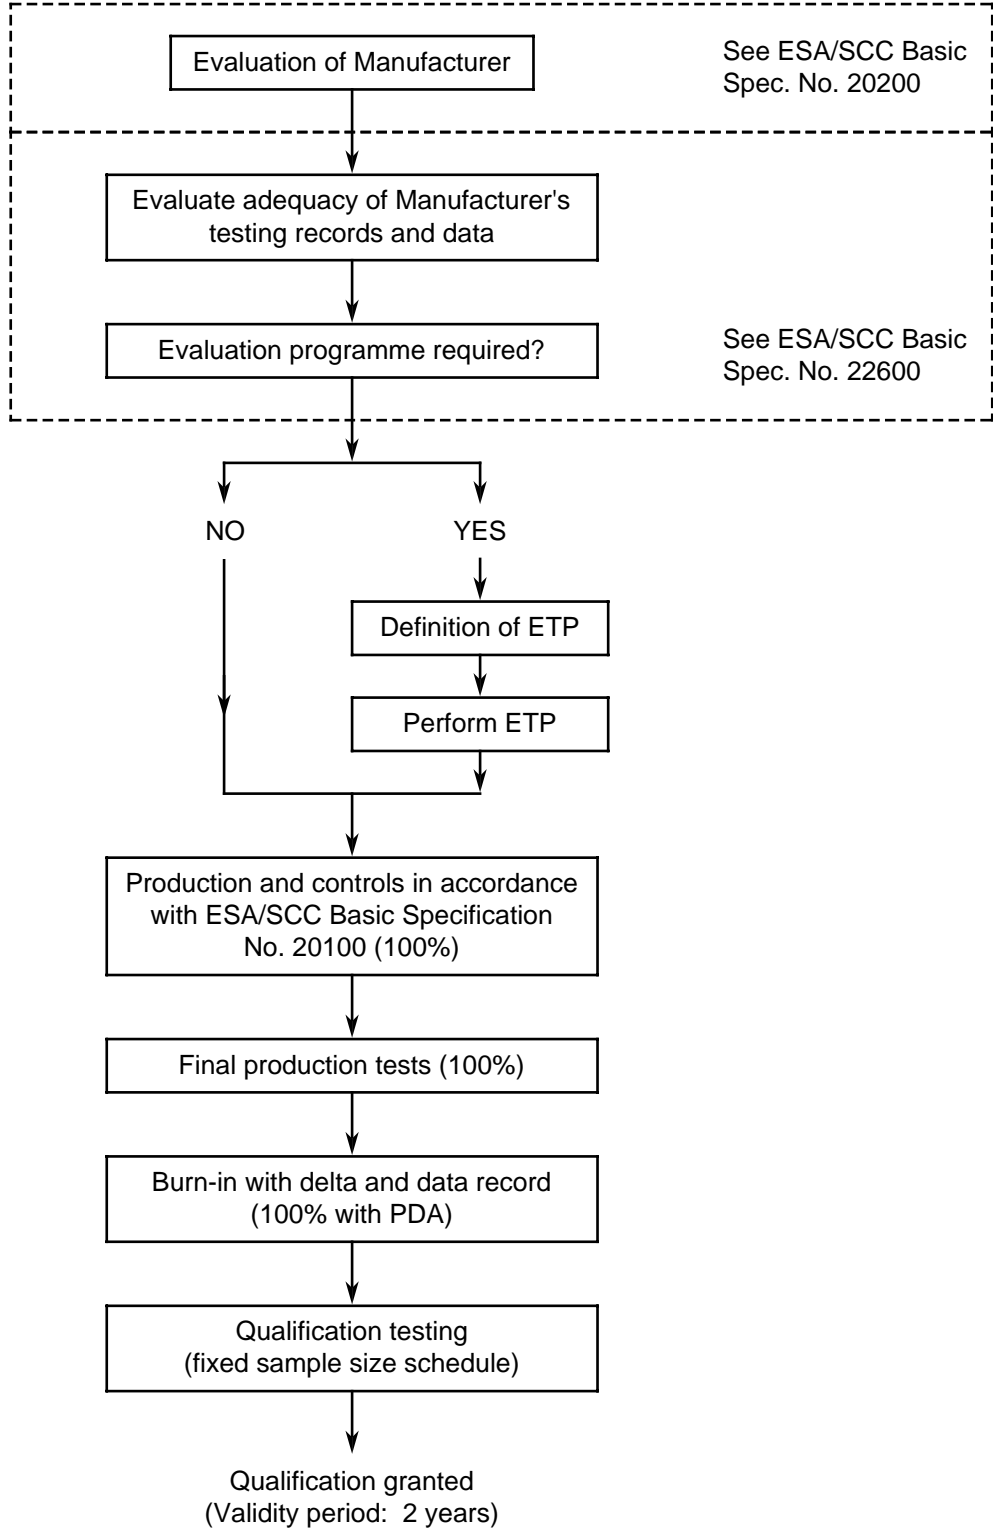 Evaluation of Manufacturer
See ESA/SCC Basic
Spec. No. 20200
Evaluate adequacy of Manufacturer's
testing records and data
Evaluation programme required?
See ESA/SCC Basic
Spec. No. 22600
NO
YES
Definition of ETP
Perform ETP
Production and controls in accordance
with ESA/SCC Basic Specification
No. 20100 (100%)
Final production tests (100%)
Burn-in with delta and data record
(100% with PDA)
Qualification testing
(fixed sample size schedule)
Qualification granted
(Validity period:  2 years)